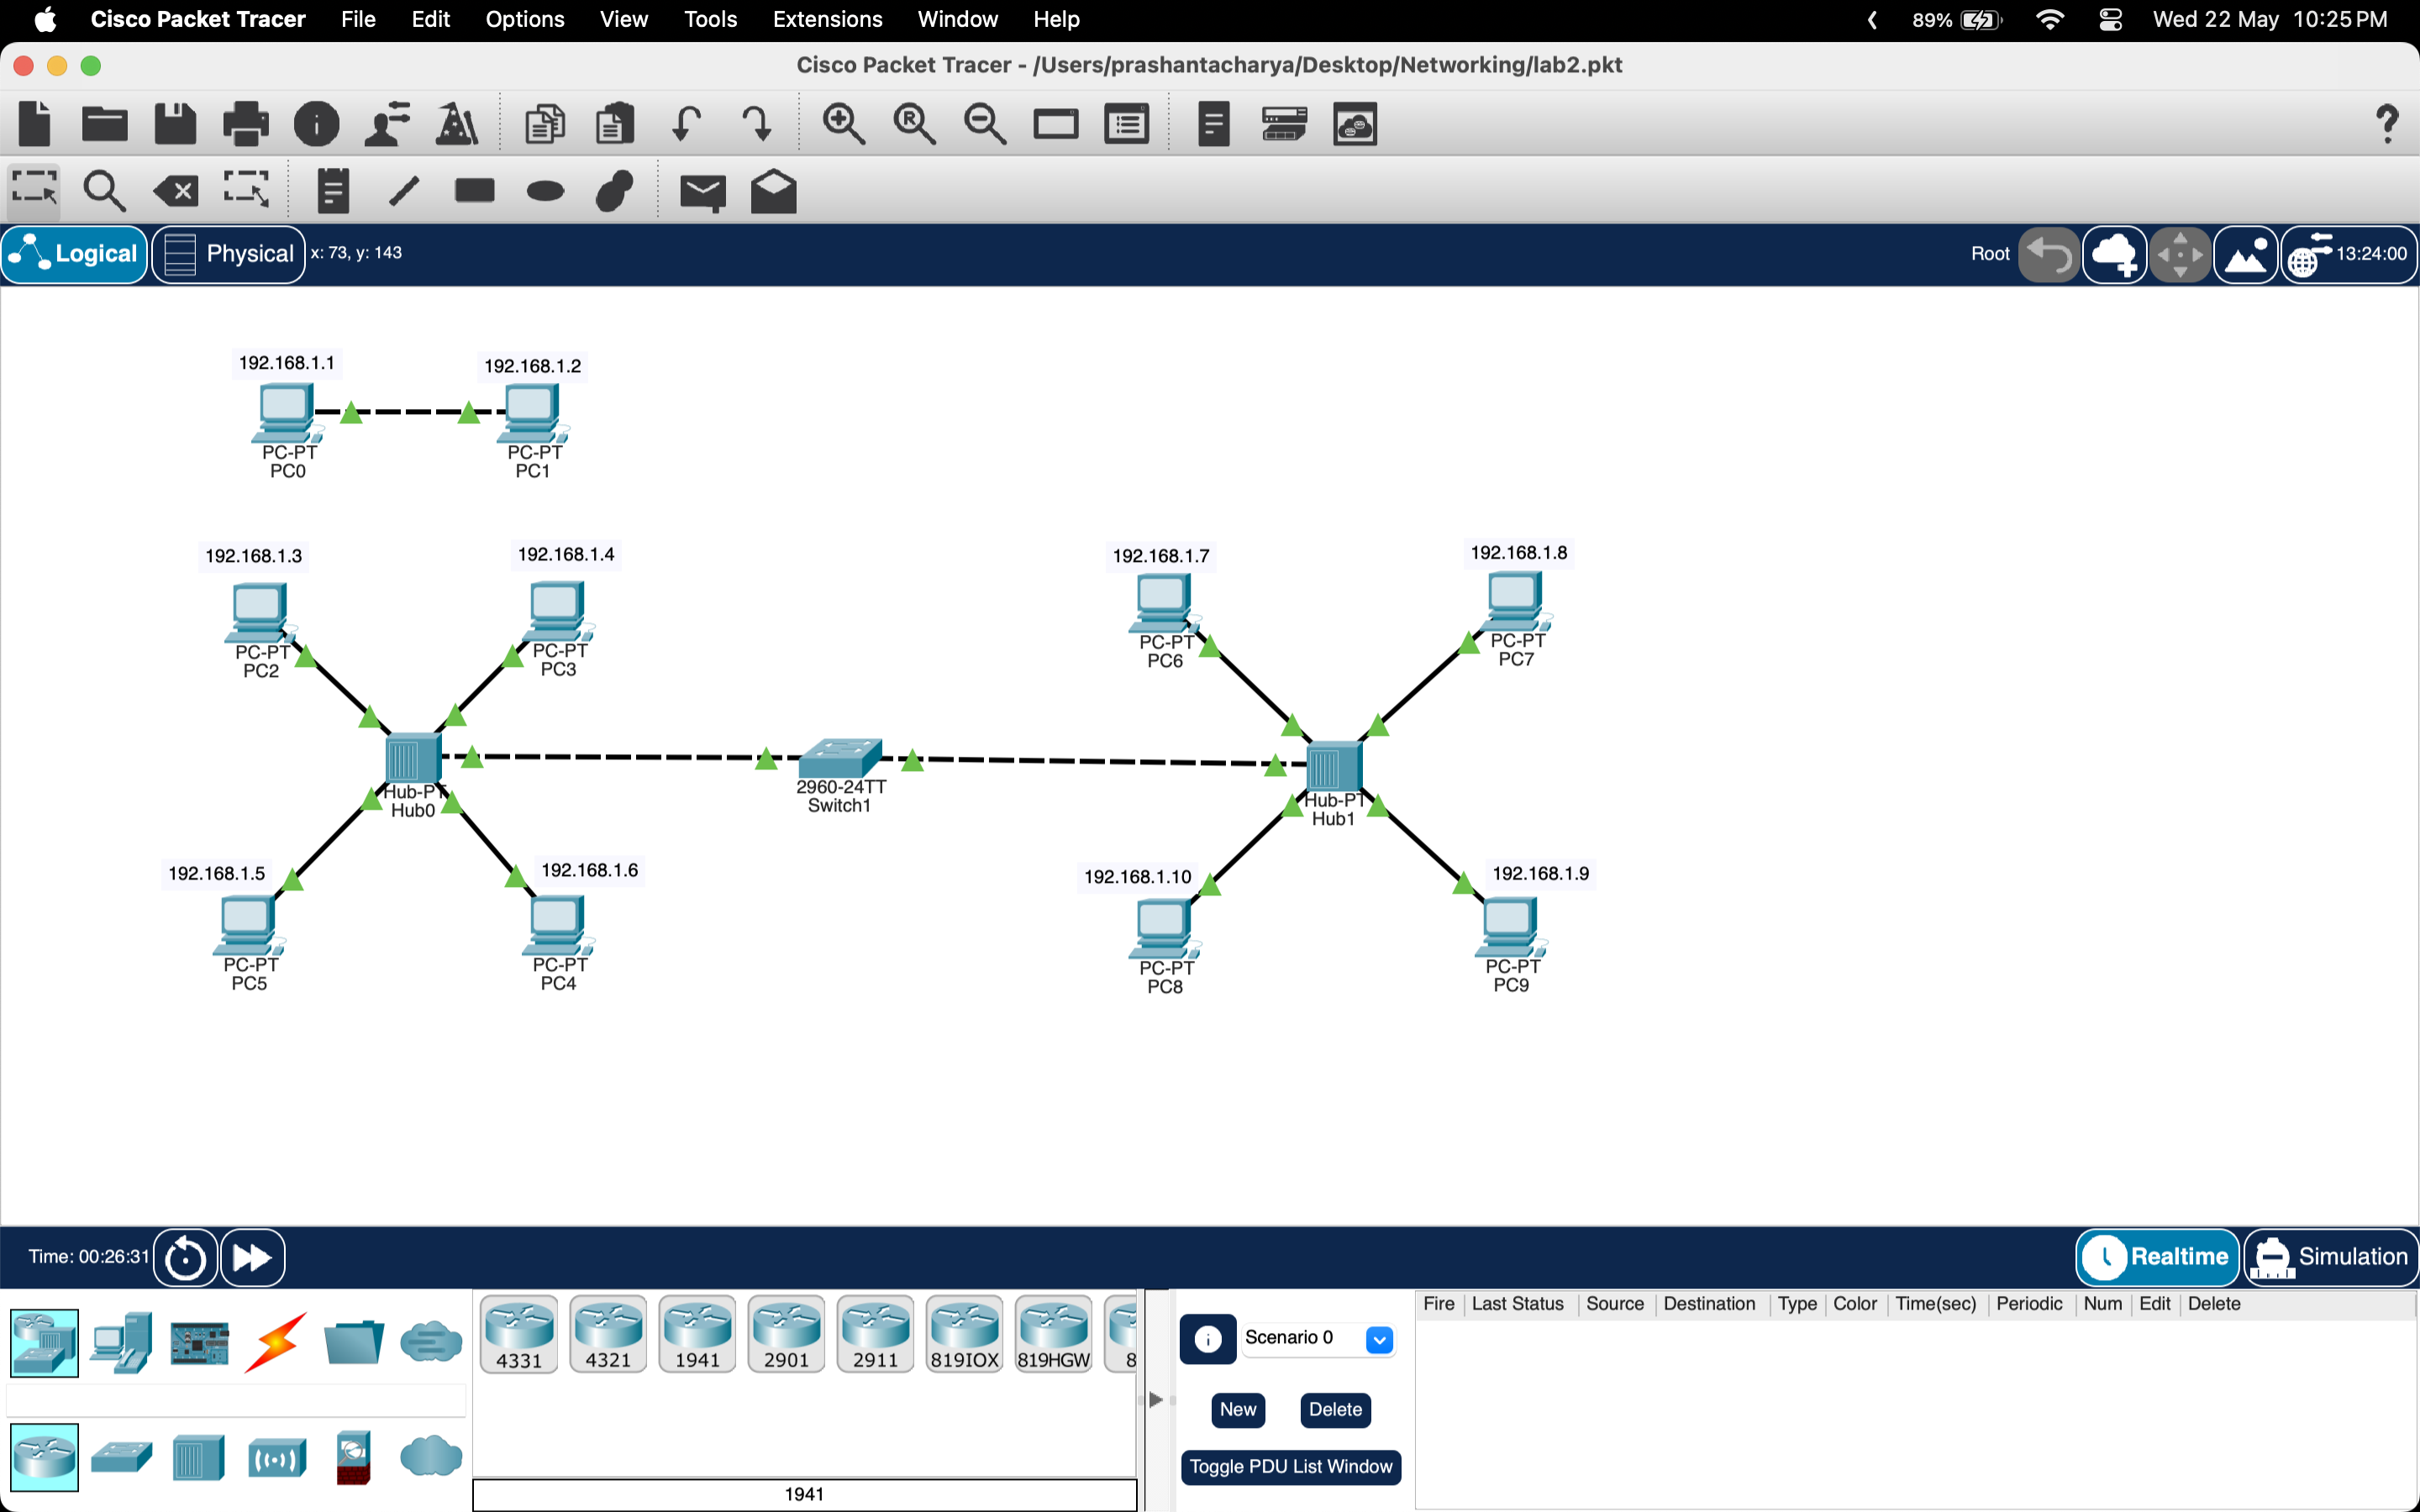 Cisco Packet Tracer File Edit Options View Tools Extensions Window Help 89% Wed 22 May 10:25 PM
Cisco Packet Tracer - /Users/prashantacharya/Desktop/Networking/lab2.pkt
Logical Physical x: 73, y: 143 Root 13:24:00
192.168.1.1 192.168.1.2
PC-PT PC-PT
PC0 PC1
192.168.1.3 192.168.1.4 192.168.1.7 192.168.1.8
PC-PT PC-PT PC-PT PC-PT
PC2 PC3 PC6 PC7
Hub-PT 2960-24TT Hub-PT
Hub0 Switch1 Hub1
192.168.1.5 192.168.1.6 192.168.1.10 192.168.1.9
PC-PT PC-PT PC-PT PC-PT
PC5 PC4 PC8 PC9
Time: 00:26:31 Realtime Simulation
4331 4321 1941 2901 2911 819IOX 819HGW 8
Scenario 0
New Delete
Toggle PDU List Window
Fire Last Status Source Destination Type Color Time(sec) Periodic Num Edit Delete
1941